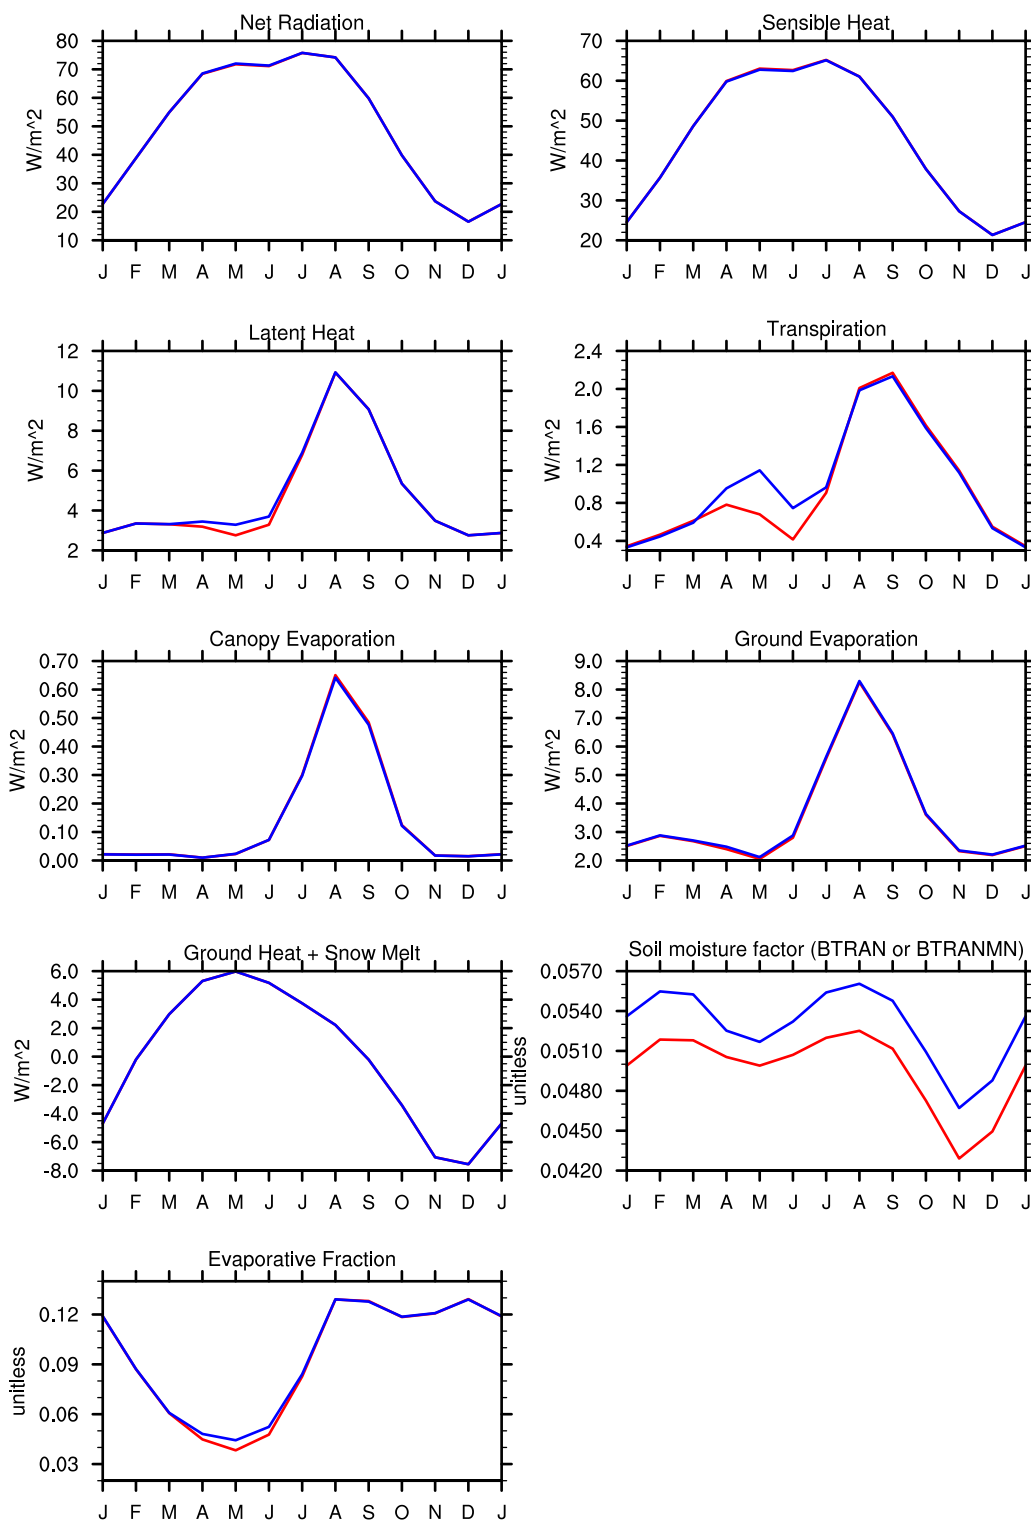 Net Radiation
80
70
60
50
40
30
20
10
W/m^2
J F M A M J J A S O N D J
Sensible Heat
70
60
50
40
30
20
W/m^2
J F M A M J J A S O N D J
Latent Heat
12
10
8
6
4
2
W/m^2
J F M A M J J A S O N D J
Transpiration
2.4
2.0
1.6
1.2
0.8
0.4
W/m^2
J F M A M J J A S O N D J
Canopy Evaporation
0.70
0.60
0.50
0.40
0.30
0.20
0.10
0.00
W/m^2
J F M A M J J A S O N D J
Ground Evaporation
9.0
8.0
7.0
6.0
5.0
4.0
3.0
2.0
W/m^2
J F M A M J J A S O N D J
Ground Heat + Snow Melt
6.0
4.0
2.0
0.0
-2.0
-4.0
-6.0
-8.0
W/m^2
J F M A M J J A S O N D J
Soil moisture factor (BTRAN or BTRANMN)
0.0570
0.0540
0.0510
0.0480
0.0450
0.0420
unitless
J F M A M J J A S O N D J
Evaporative Fraction
0.12
0.09
0.06
0.03
unitless
J F M A M J J A S O N D J